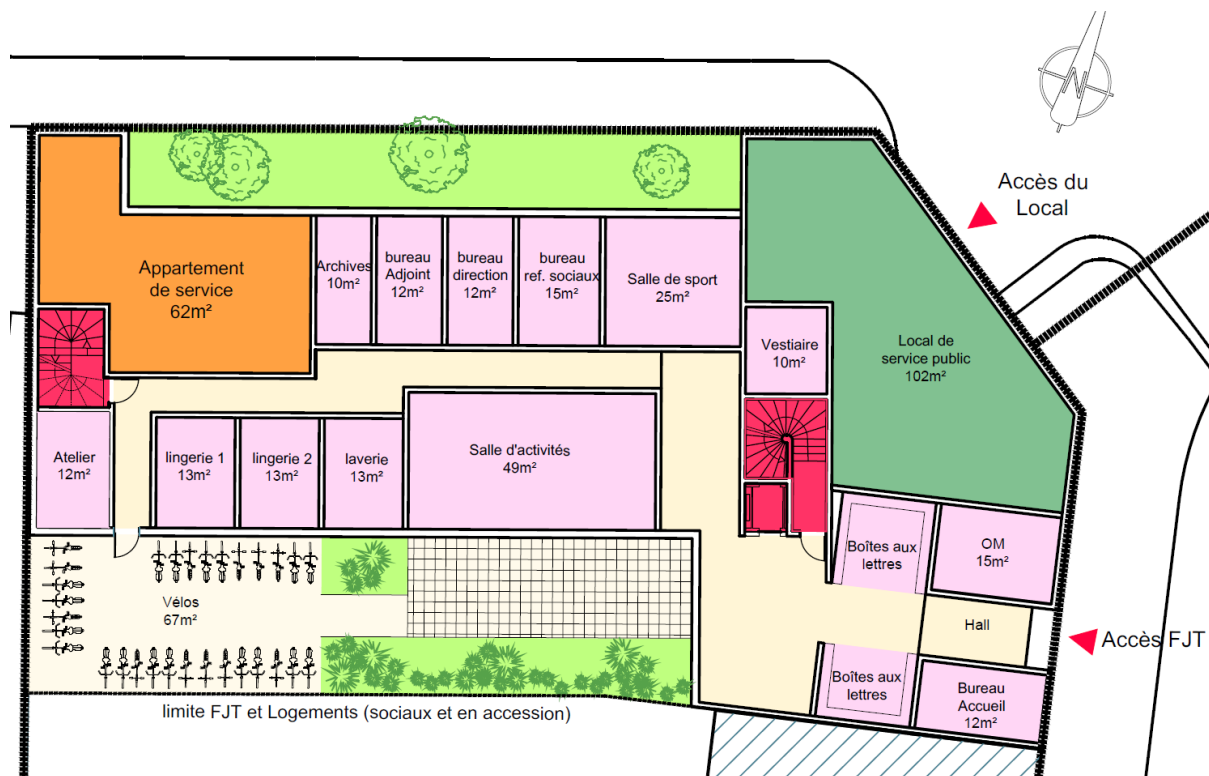 N
Accès du
Local
Appartement
de service
62m²
Archives
10m²
bureau
Adjoint
12m²
bureau
direction
12m²
bureau
ref. sociaux
15m²
Salle de sport
25m²
Vestiaire
10m²
Local de
service public
102m²
Atelier
12m²
lingerie 1
13m²
lingerie 2
13m²
laverie
13m²
Salle d'activités
49m²
Boîtes aux
lettres
OM
15m²
Vélos
67m²
Hall
Accès FJT
Boîtes aux
lettres
Bureau
Accueil
12m²
limite FJT et Logements (sociaux et en accession)